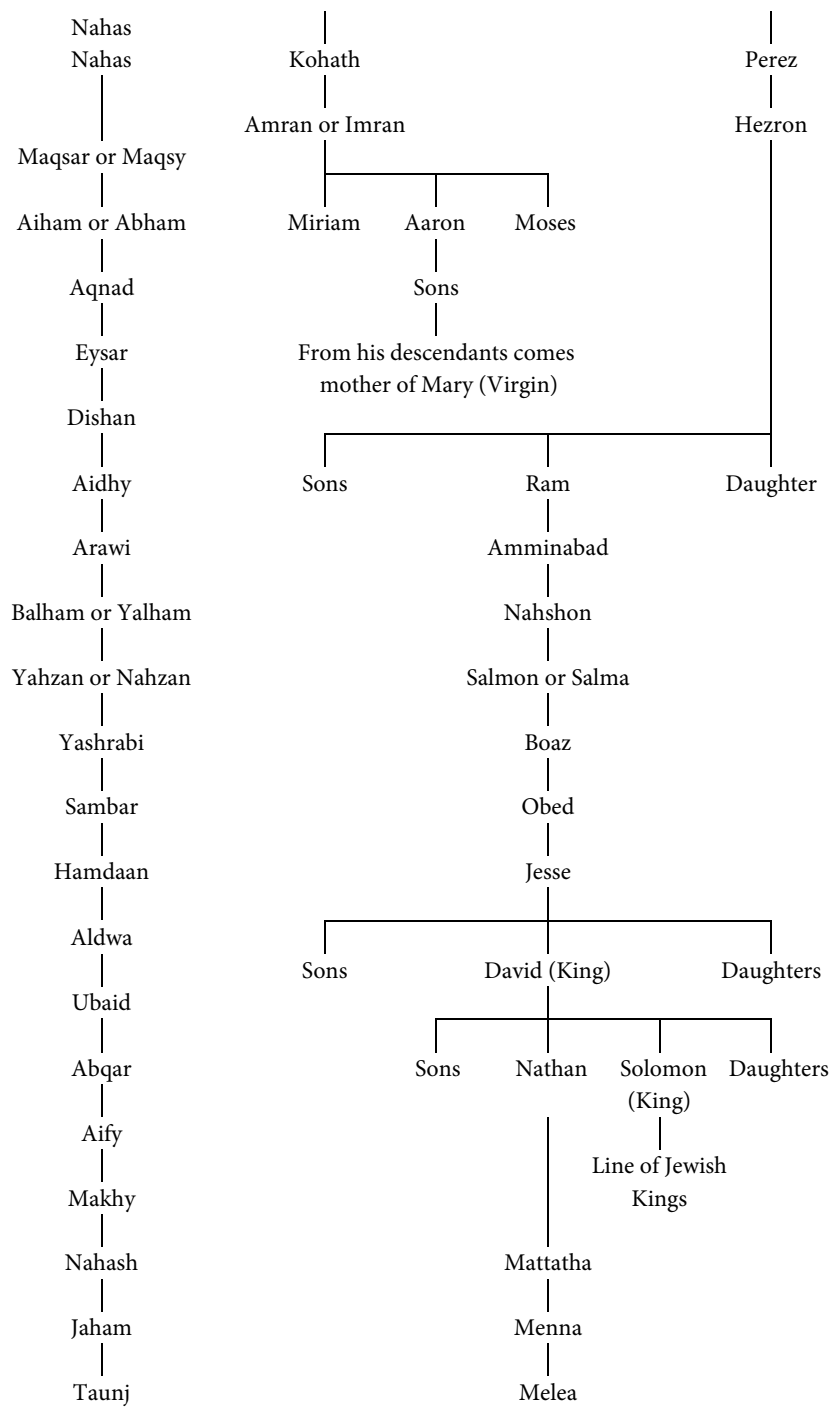 Nahas
Nahas Kohath Perez
Amran or Imran Hezron
Maqsar or Maqsy
Aiham or Abham Miriam Aaron Moses
Aqnad Sons
Eysar From his descendants comes
mother of Mary (Virgin)
Dishan
Aidhy Sons Ram Daughter
Arawi Amminabad
Balham or Yalham Nahshon
Yahzan or Nahzan Salmon or Salma
Yashrabi Boaz
Sambar Obed
Hamdaan Jesse
Aldwa
Sons David (King) Daughters
Ubaid
Abqar Sons Nathan Solomon Daughters
(King)
Aify
Line of Jewish
Makhy Kings
Nahash Mattatha
Jaham Menna
Taunj Melea